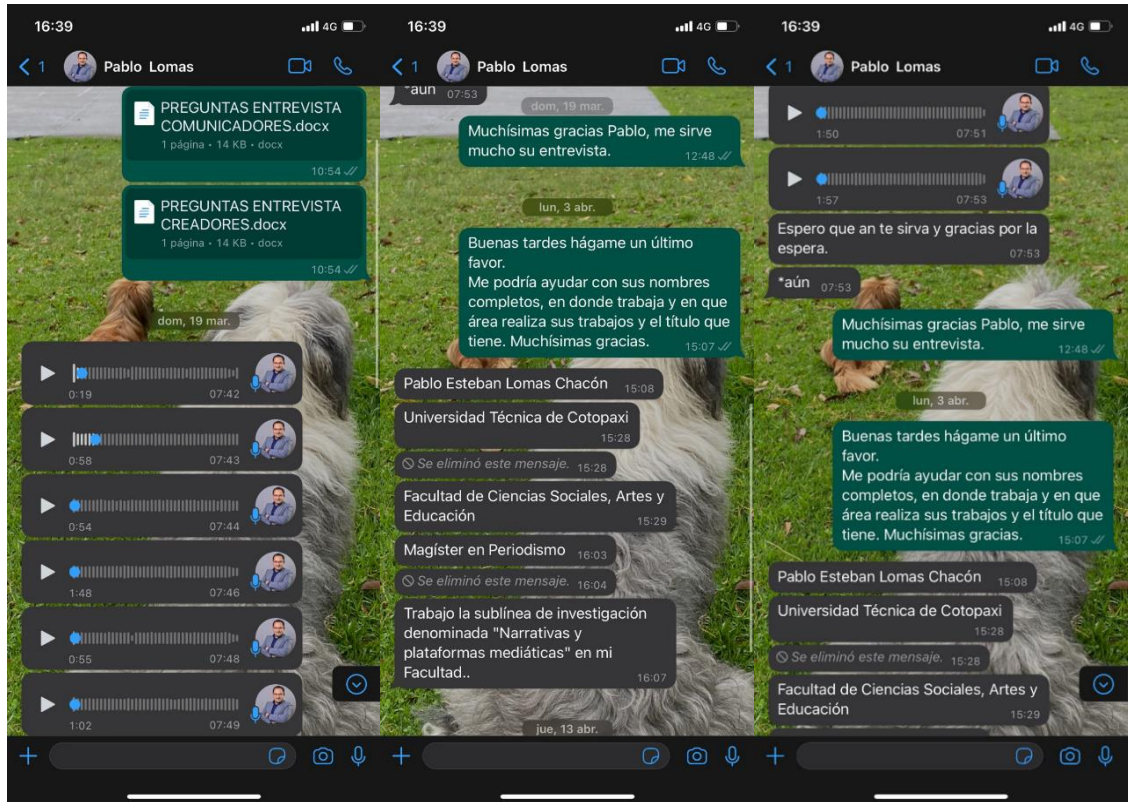 16:39
4G
1
Pablo Lomas
PREGUNTAS ENTREVISTA
COMUNICADORES.docx
1 página • 14 KB • docx
10:54
PREGUNTAS ENTREVISTA
CREADORES.docx
1 página • 14 KB • docx
10:54
dom, 19 mar.
0:19 07:42
0:58 07:43
0:54 07:44
1:48 07:46
0:55 07:48
1:02 07:49
16:39
4G
1
Pablo Lomas
*aún 07:53
dom, 19 mar.
Muchísimas gracias Pablo, me sirve
mucho su entrevista.
12:48
lun, 3 abr.
Buenas tardes hágame un último
favor.
Me podría ayudar con sus nombres
completos, en donde trabaja y en que
área realiza sus trabajos y el título que
tiene. Muchísimas gracias.
15:07
Pablo Esteban Lomas Chacón 15:08
Universidad Técnica de Cotopaxi
15:28
Se eliminó este mensaje. 15:28
Facultad de Ciencias Sociales, Artes y
Educación
15:29
Magíster en Periodismo 16:03
Se eliminó este mensaje. 16:04
Trabajo la sublínea de investigación
denominada "Narrativas y
plataformas mediáticas" en mi
Facultad..
16:07
jue, 13 abr.
16:39
4G
1
Pablo Lomas
1:50 07:51
1:57 07:53
Espero que an te sirva y gracias por la
espera.
07:53
*aún 07:53
Muchísimas gracias Pablo, me sirve
mucho su entrevista.
12:48
lun, 3 abr.
Buenas tardes hágame un último
favor.
Me podría ayudar con sus nombres
completos, en donde trabaja y en que
área realiza sus trabajos y el título que
tiene. Muchísimas gracias.
15:07
Pablo Esteban Lomas Chacón 15:08
Universidad Técnica de Cotopaxi
15:28
Se eliminó este mensaje. 15:28
Facultad de Ciencias Sociales, Artes y
Educación
15:29